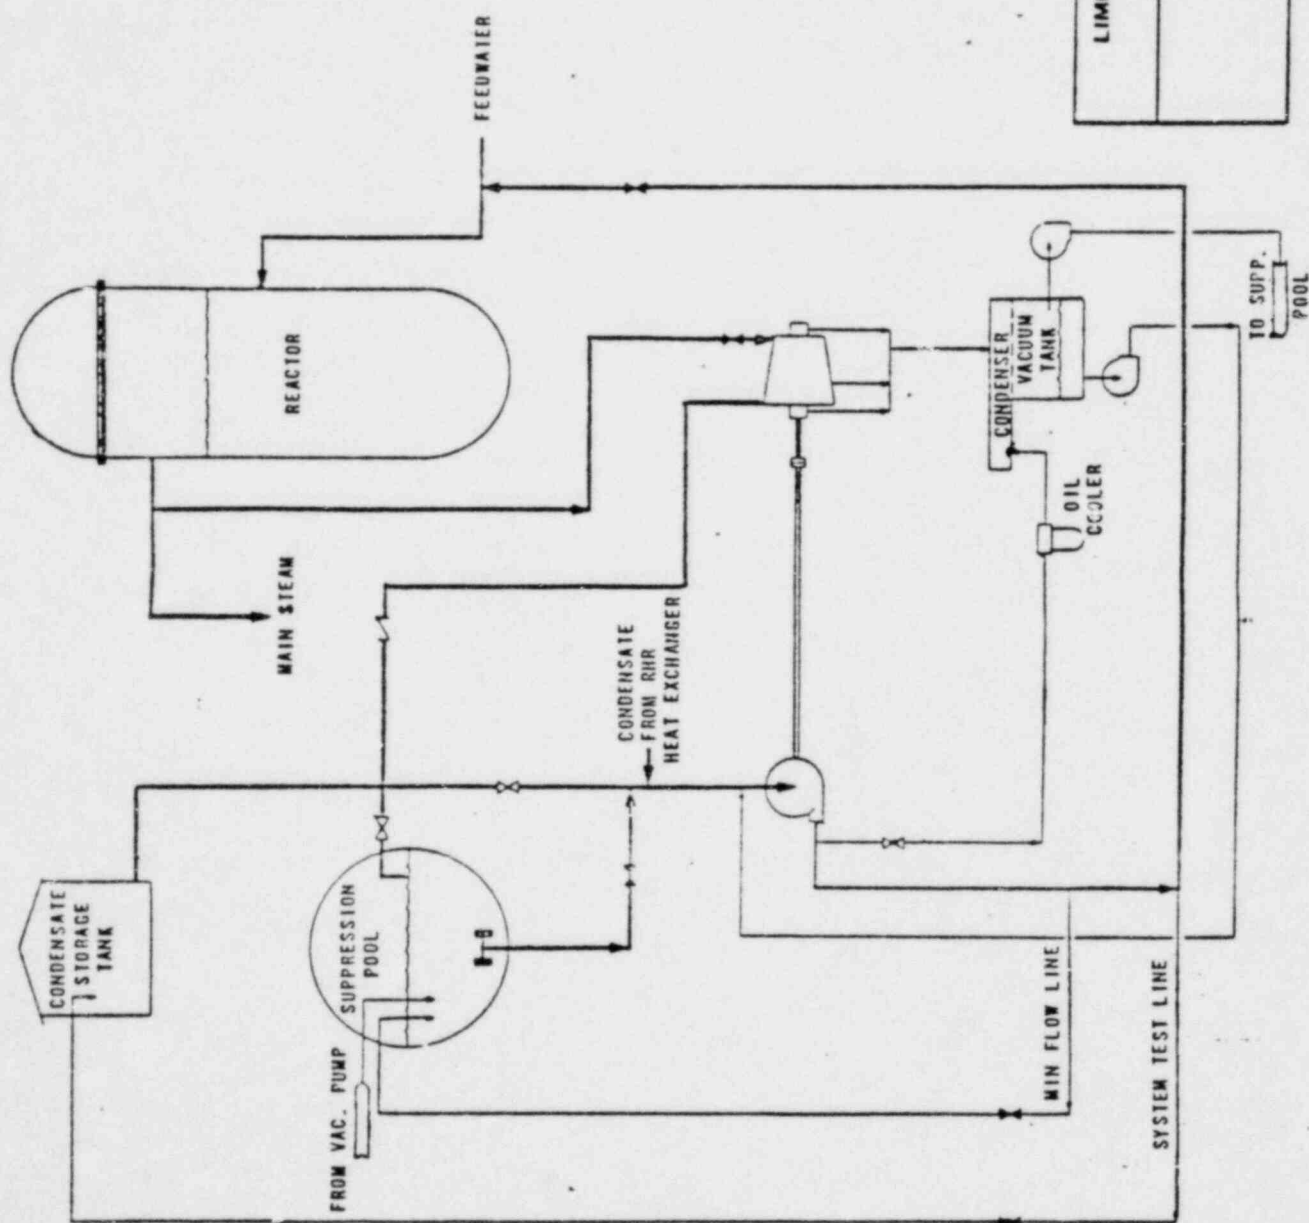 FEEDWATER
LIM
REACTOR
MAIN STEAM
CONDENSATE
STORAGE
TANK
SUPPRESSION
POOL
FROM VAC. PUMP
CONDENSATE
FROM RHR
HEAT EXCHANGER
CONDENSER
VACUUM
TANK
OIL
COOLER
TO SUPP.
POOL
MIN FLOW LINE
SYSTEM TEST LINE